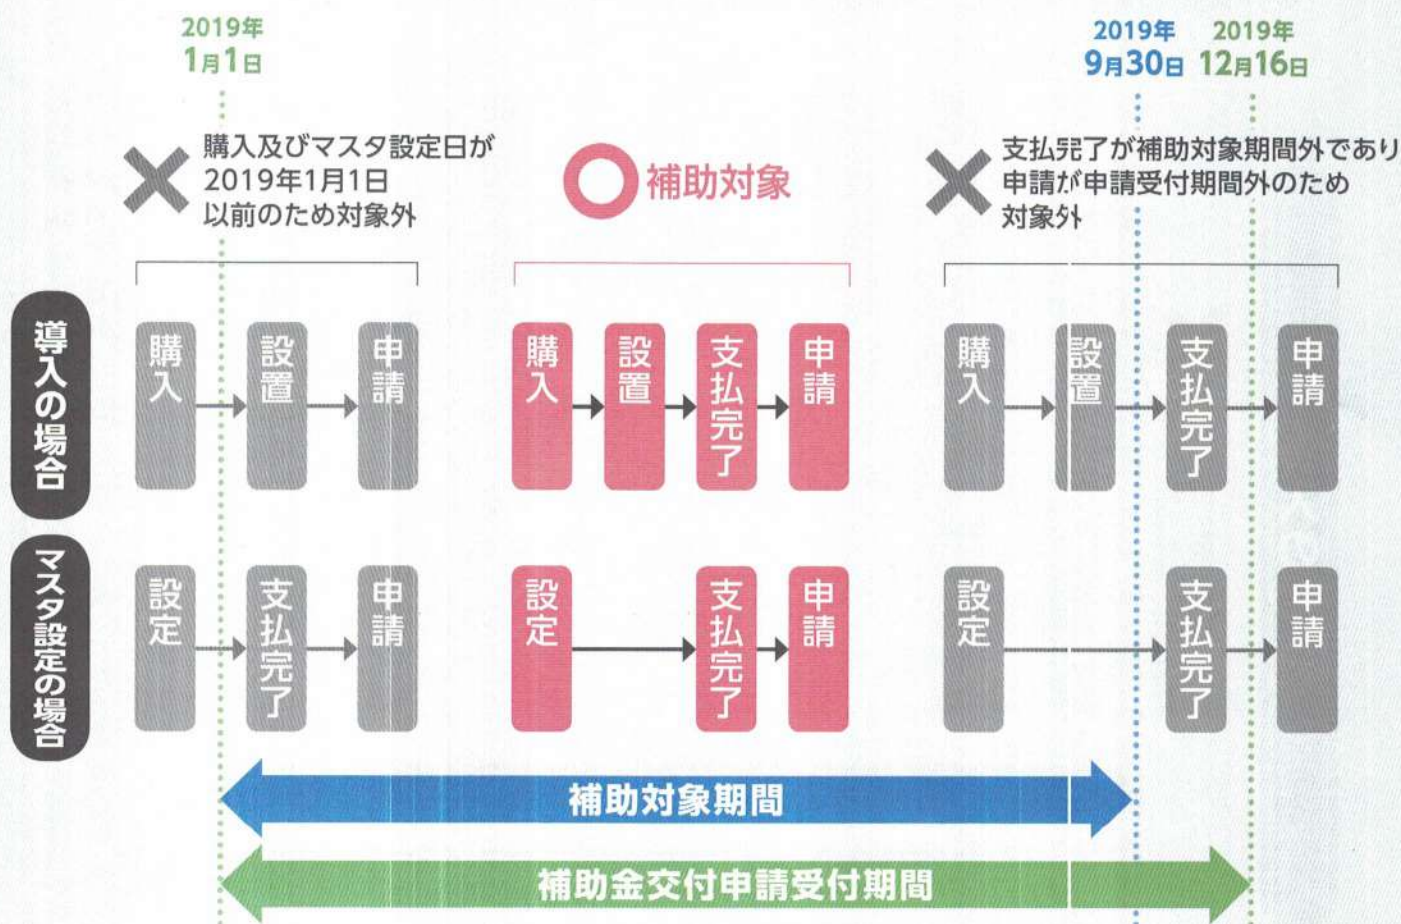 2019年
1月1日
2019年
9月30日
2019年
12月16日
購入及びマスタ設定日が
2019年1月1日
以前のため対象外
補助対象
支払完了が補助対象期間外であり
申請が申請受付期間外のため
対象外
導入の場合
購入
設置
申請
購入
設置
支払完了
申請
購入
設置
支払完了
申請
マスタ設定の場合
設定
支払完了
申請
設定
支払完了
申請
設定
支払完了
申請
補助対象期間
補助金交付申請受付期間